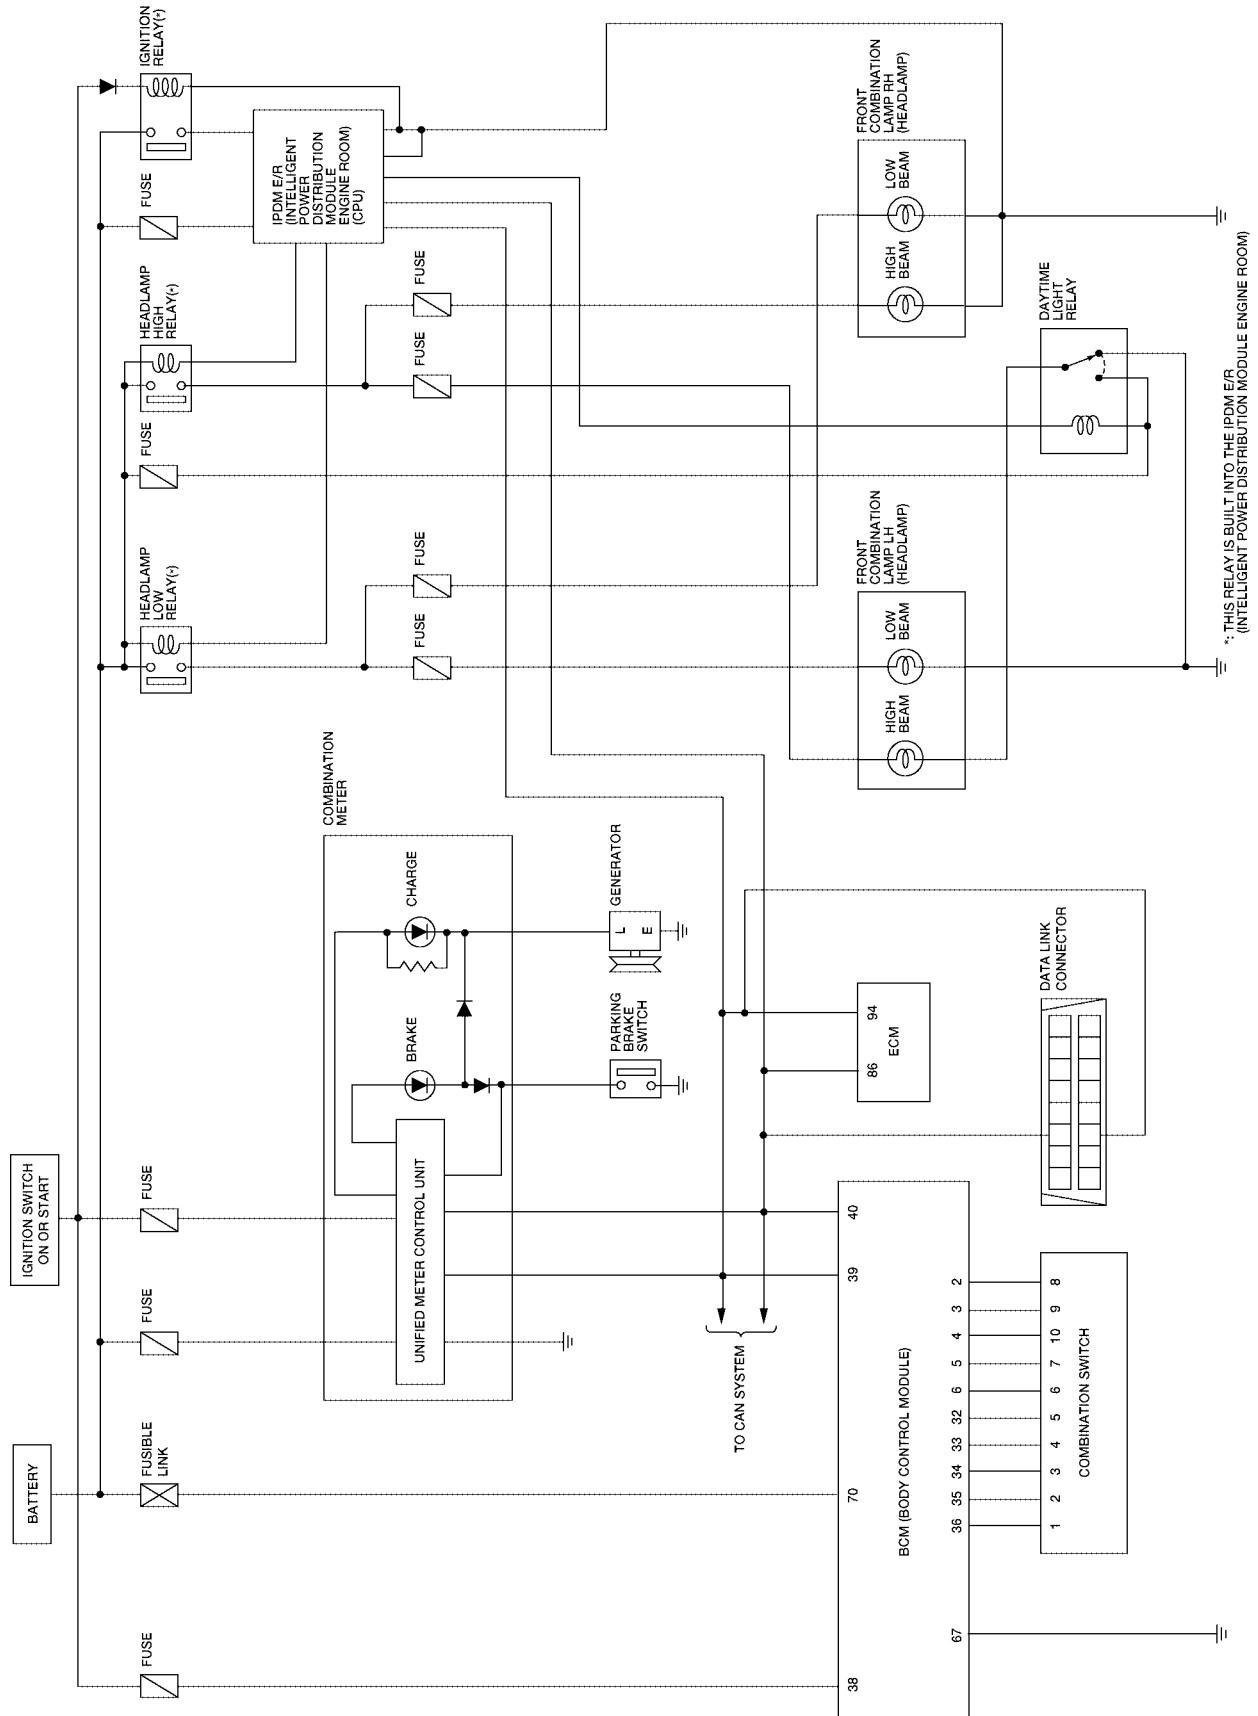 BATTERY
IGNITION SWITCH
ON OR START
FUSE
FUSIBLE
LINK
FUSE
FUSE
HEADLAMP
LOW
RELAY(*)
FUSE
HEADLAMP
HIGH
RELAY(*)
FUSE
IGNITION
RELAY(*)
IPDM E/R
(INTELLIGENT
POWER
DISTRIBUTION
MODULE
ENGINE ROOM)
(CPU)
COMBINATION
METER
UNIFIED METER CONTROL UNIT
BRAKE
CHARGE
FUSE
FUSE
FUSE
FUSE
PARKING
BRAKE
SWITCH
GENERATOR
L
E
TO CAN SYSTEM
38
70
39
40
BCM (BODY CONTROL MODULE)
67
36
35
34
33
32
6
5
4
3
2
1
2
3
4
5
6
7
10
9
8
COMBINATION SWITCH
86
94
ECM
DATA LINK
CONNECTOR
FRONT
COMBINATION
LAMP LH
(HEADLAMP)
HIGH
BEAM
LOW
BEAM
FRONT
COMBINATION
LAMP RH
(HEADLAMP)
HIGH
BEAM
LOW
BEAM
DAYTIME
LIGHT
RELAY
*: THIS RELAY IS BUILT INTO THE IPDM E/R
(INTELLIGENT POWER DISTRIBUTION MODULE ENGINE ROOM)